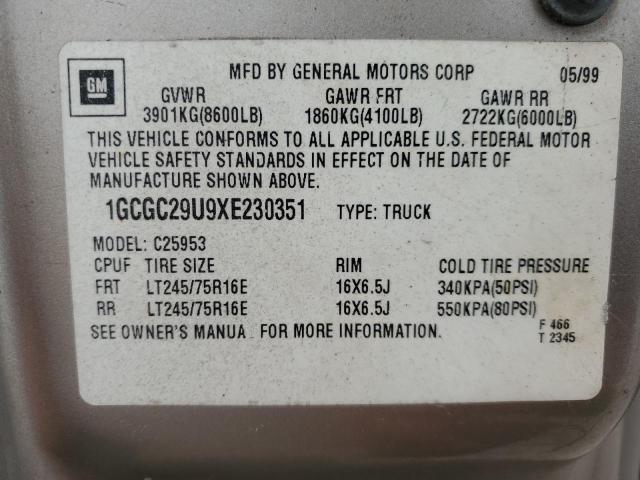 GM
MFD BY GENERAL MOTORS CORP 05/99
GVWR GAWR FRT GAWR RR
3901KG(8600LB) 1860KG(4100LB) 2722KG(6000LB)
THIS VEHICLE CONFORMS TO ALL APPLICABLE U.S. FEDERAL MOTOR
VEHICLE SAFETY STANDARDS IN EFFECT ON THE DATE OF
MANUFACTURE SHOWN ABOVE.
1GCGC29U9XE230351 TYPE: TRUCK
MODEL: C25953
CPUF TIRE SIZE RIM COLD TIRE PRESSURE
FRT LT245/75R16E 16X6.5J 340KPA(50PSI)
RR LT245/75R16E 16X6.5J 550KPA(80PSI)
SEE OWNER'S MANUA FOR MORE INFORMATION.
F 466
T 2345